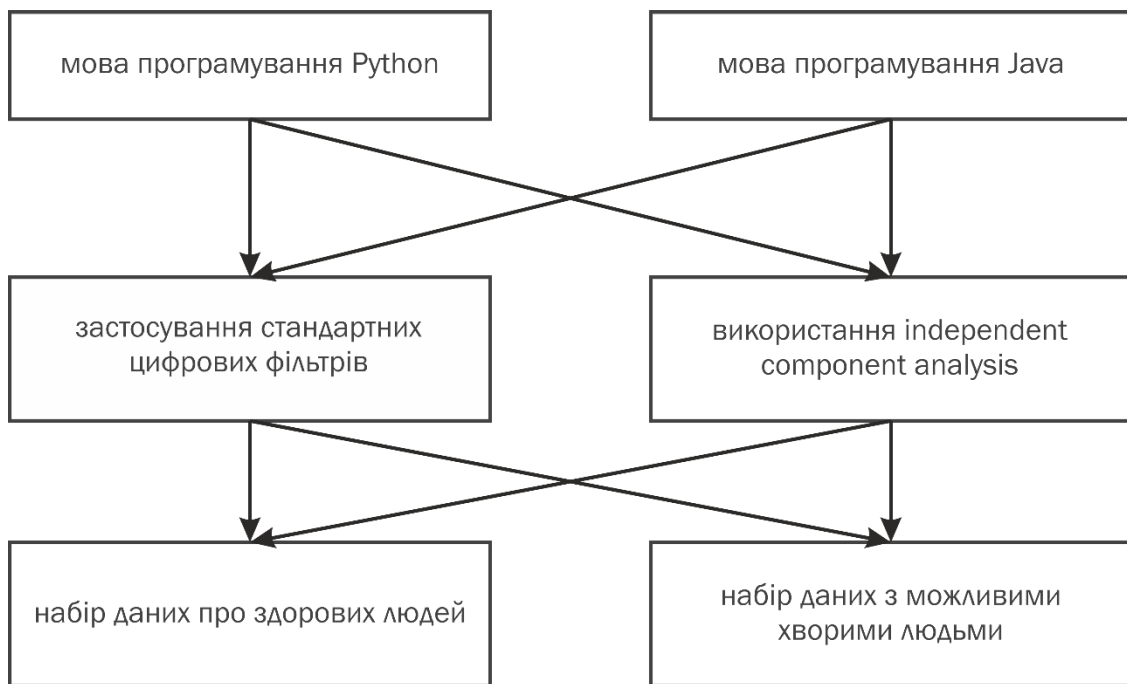 мова програмування Python
мова програмування Java
застосування стандартних
цифрових фільтрів
використання independent
component analysis
набір даних про здорових людей
набір даних з можливими
хворими людьми